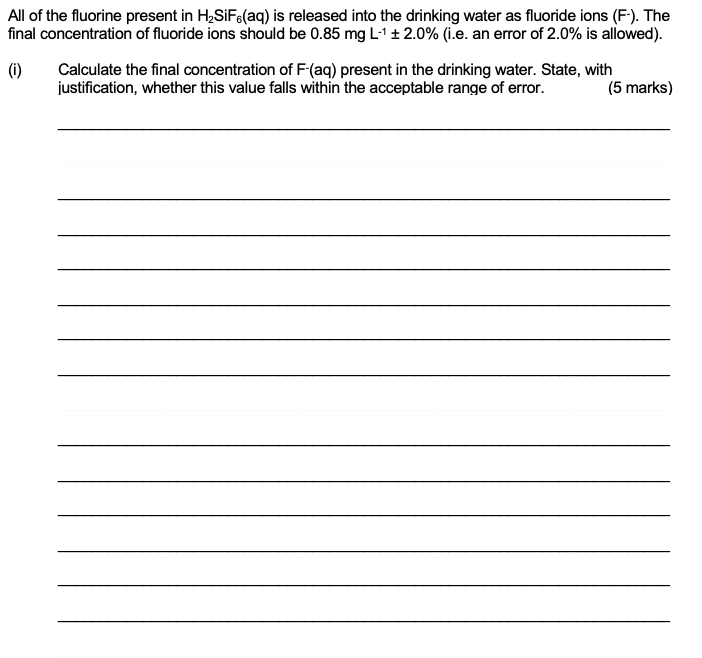 All of the fluorine present in H₂SiF₆(aq) is released into the drinking water as fluoride ions (F⁻). The
final concentration of fluoride ions should be 0.85 mg L⁻¹ ± 2.0% (i.e. an error of 2.0% is allowed).
(i) Calculate the final concentration of F⁻(aq) present in the drinking water. State, with
justification, whether this value falls within the acceptable range of error. (5 marks)